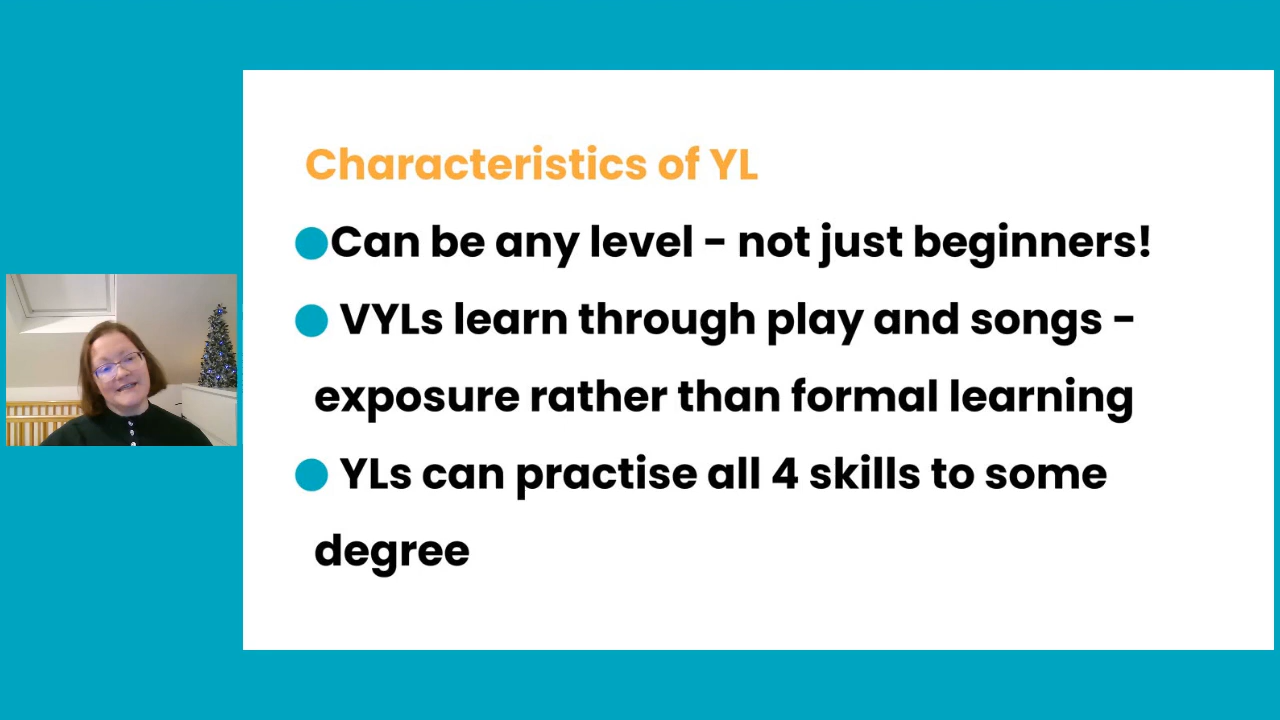 Characteristics of YL
Can be any level - not just beginners!
VYLs learn through play and songs -
exposure rather than formal learning
YLs can practise all 4 skills to some
degree